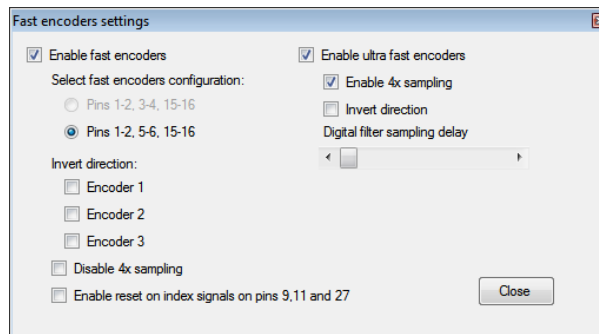 Fast encoders settings
Enable fast encoders
Select fast encoders configuration:
Pins 1-2, 3-4, 15-16
Pins 1-2, 5-6, 15-16
Invert direction:
Encoder 1
Encoder 2
Encoder 3
Disable 4x sampling
Enable reset on index signals on pins 9,11 and 27
Enable ultra fast encoders
Enable 4x sampling
Invert direction
Digital filter sampling delay
Close